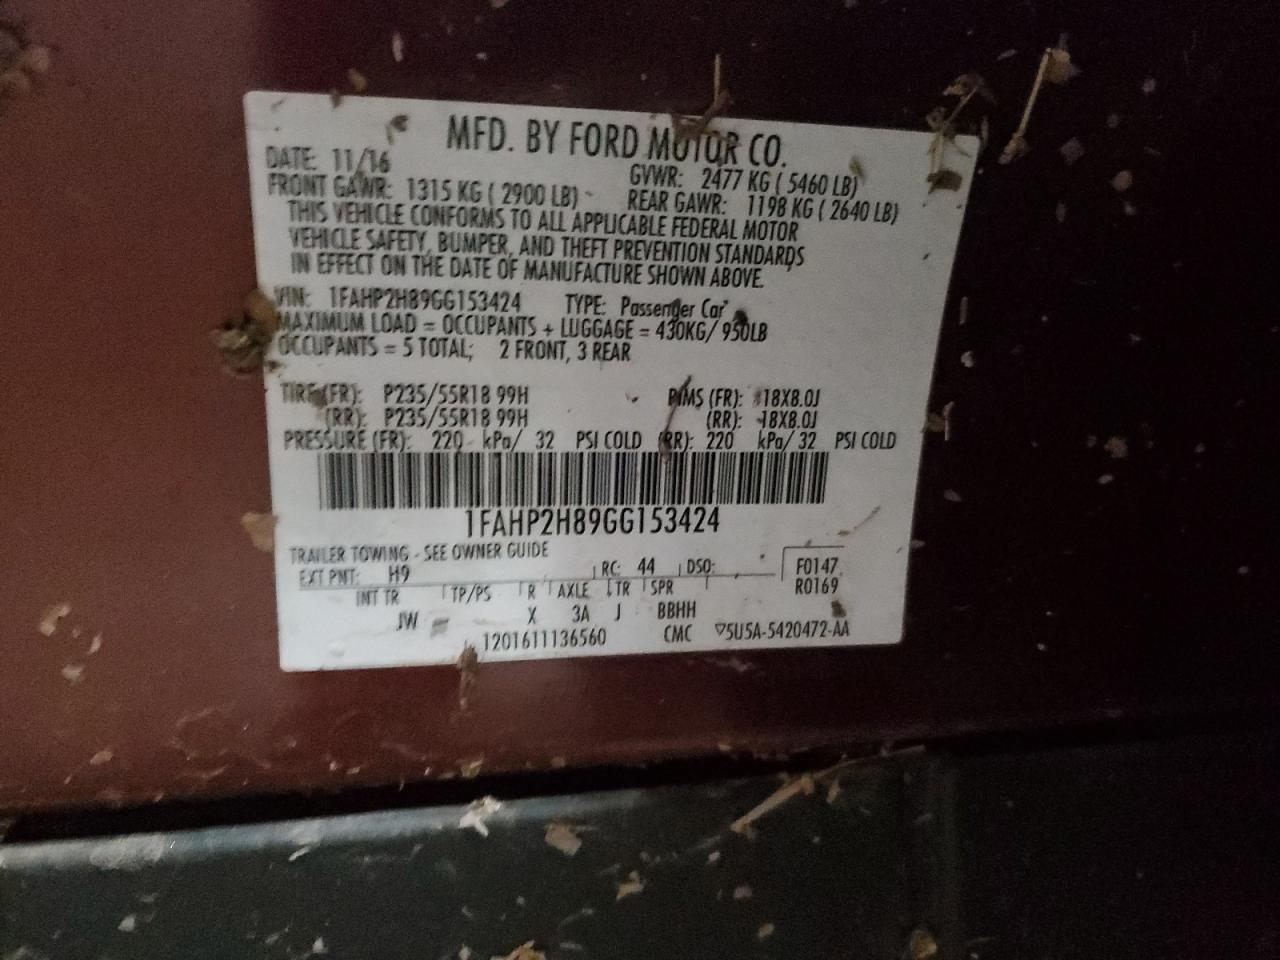 MFD. BY FORD MOTOR CO.
DATE: 11/16 GVWR: 2477 KG ( 5460 LB)
FRONT GAWR: 1315 KG ( 2900 LB) REAR GAWR: 1198 KG ( 2640 LB)
THIS VEHICLE CONFORMS TO ALL APPLICABLE FEDERAL MOTOR
VEHICLE SAFETY, BUMPER, AND THEFT PREVENTION STANDARDS
IN EFFECT ON THE DATE OF MANUFACTURE SHOWN ABOVE.
VIN: 1FAHP2H89GG153424 TYPE: Passenger Car
MAXIMUM LOAD = OCCUPANTS + LUGGAGE = 430KG/ 950LB
OCCUPANTS = 5 TOTAL; 2 FRONT, 3 REAR
TIRE (FR): P235/55R18 99H RIMS (FR): 18X8.0J
(RR): P235/55R18 99H (RR): 18X8.0J
PRESSURE (FR): 220 kPa/ 32 PSI COLD (RR): 220 kPa/ 32 PSI COLD
1FAHP2H89GG153424
TRAILER TOWING - SEE OWNER GUIDE
EXT PNT: H9 RC: 44 DSO: F0147
INT TR TP/PS R AXLE TR SPR R0169
JW X 3A J BBHH
1201611136560 CMC ▽5U5A-5420472-AA